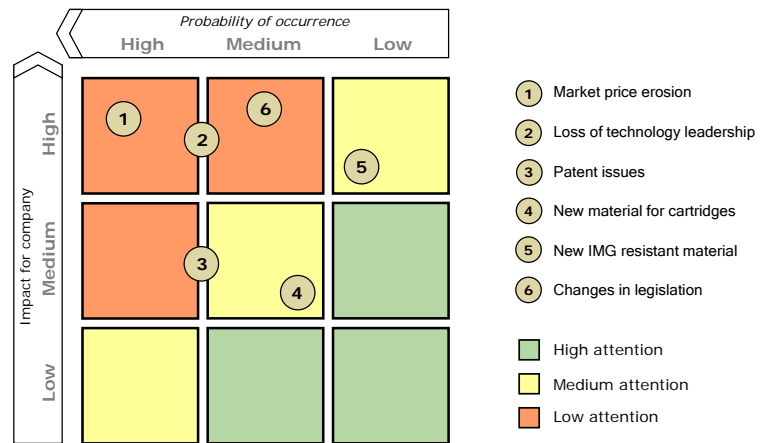 Probability of occurrence
High Medium Low
Impact for company
High
Medium
Low
1
2
6
5
3
4
1 Market price erosion
2 Loss of technology leadership
3 Patent issues
4 New material for cartridges
5 New IMG resistant material
6 Changes in legislation
High attention
Medium attention
Low attention